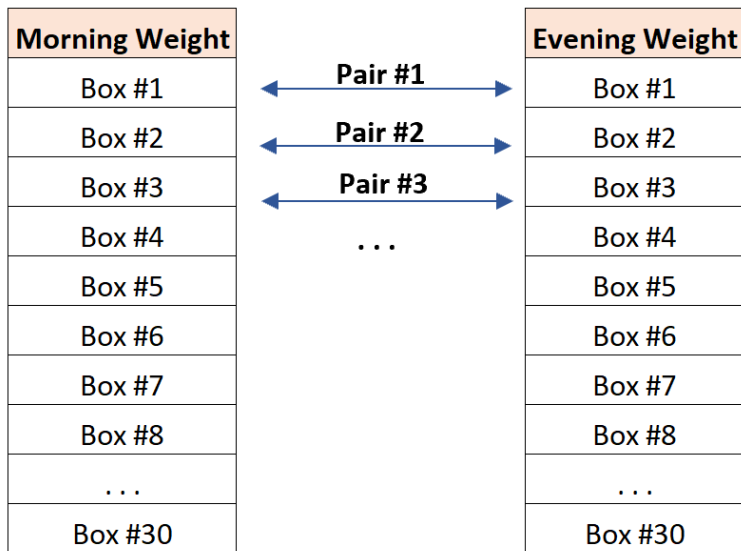 Morning Weight Evening Weight
Box #1 Pair #1 Box #1
Box #2 Pair #2 Box #2
Box #3 Pair #3 Box #3
Box #4 . . . Box #4
Box #5 Box #5
Box #6 Box #6
Box #7 Box #7
Box #8 Box #8
. . . . . .
Box #30 Box #30